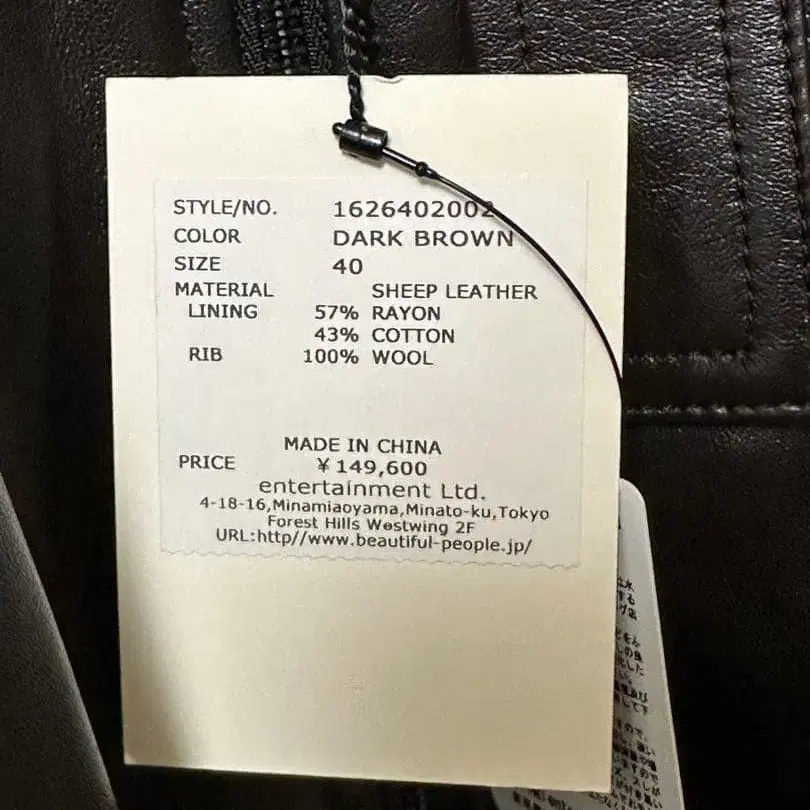 STYLE/NO. 1626402002
COLOR DARK BROWN
SIZE 40
MATERIAL SHEEP LEATHER
LINING 57% RAYON
43% COTTON
RIB 100% WOOL
MADE IN CHINA
PRICE ¥149,600
entertainment Ltd.
4-18-16,Minamiaoyama,Minato-ku,Tokyo
Forest Hills Westwing 2F
URL:http//www.beautiful-people.jp/